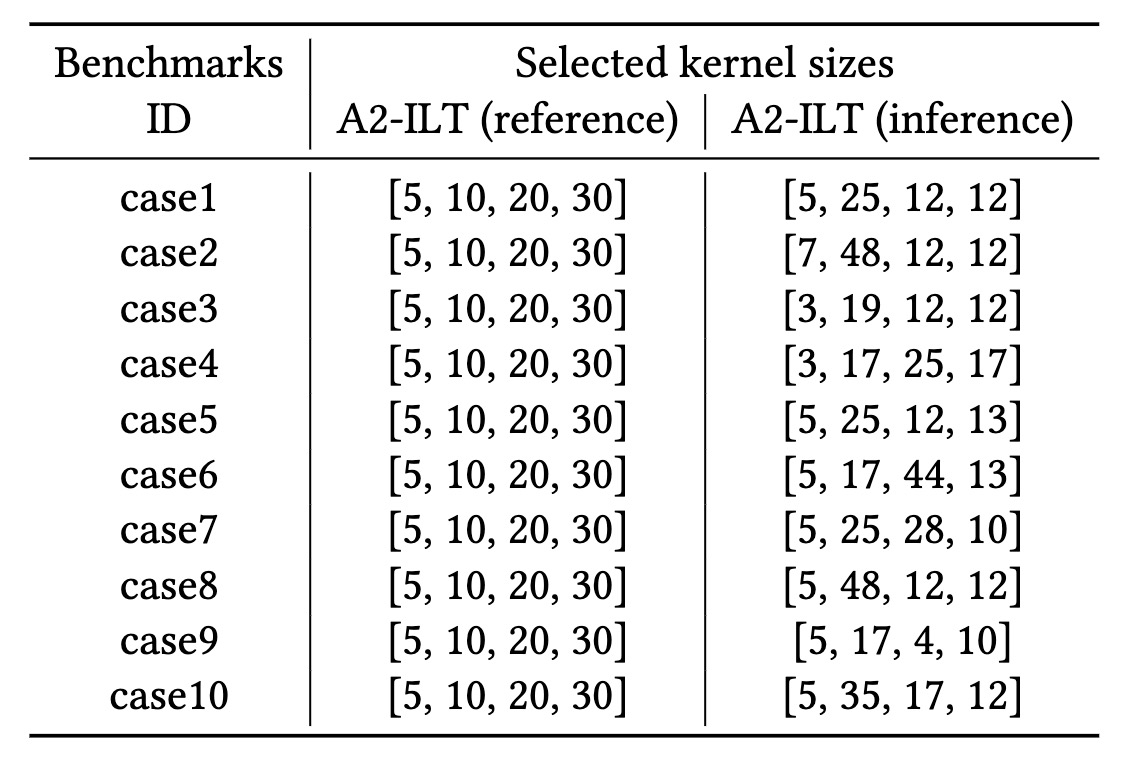 Benchmarks Selected kernel sizes
ID A2-ILT (reference) A2-ILT (inference)
case1 [5, 10, 20, 30] [5, 25, 12, 12]
case2 [5, 10, 20, 30] [7, 48, 12, 12]
case3 [5, 10, 20, 30] [3, 19, 12, 12]
case4 [5, 10, 20, 30] [3, 17, 25, 17]
case5 [5, 10, 20, 30] [5, 25, 12, 13]
case6 [5, 10, 20, 30] [5, 17, 44, 13]
case7 [5, 10, 20, 30] [5, 25, 28, 10]
case8 [5, 10, 20, 30] [5, 48, 12, 12]
case9 [5, 10, 20, 30] [5, 17, 4, 10]
case10 [5, 10, 20, 30] [5, 35, 17, 12]